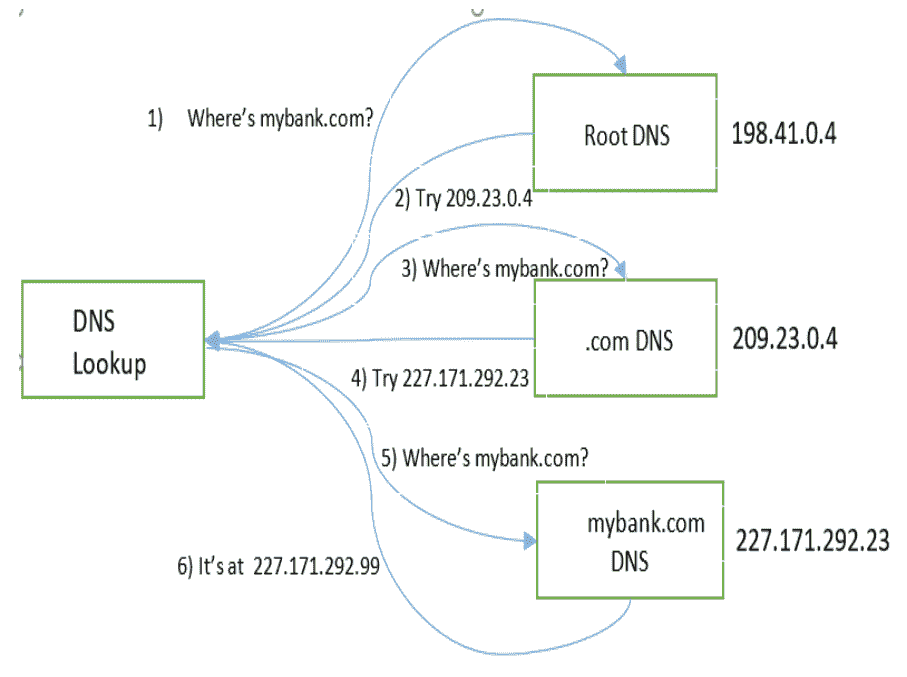 1) Where's mybank.com?
Root DNS
198.41.0.4
2) Try 209.23.0.4
3) Where's mybank.com?
DNS
Lookup
.com DNS
209.23.0.4
4) Try 227.171.292.23
5) Where's mybank.com?
mybank.com
DNS
227.171.292.23
6) It's at 227.171.292.99